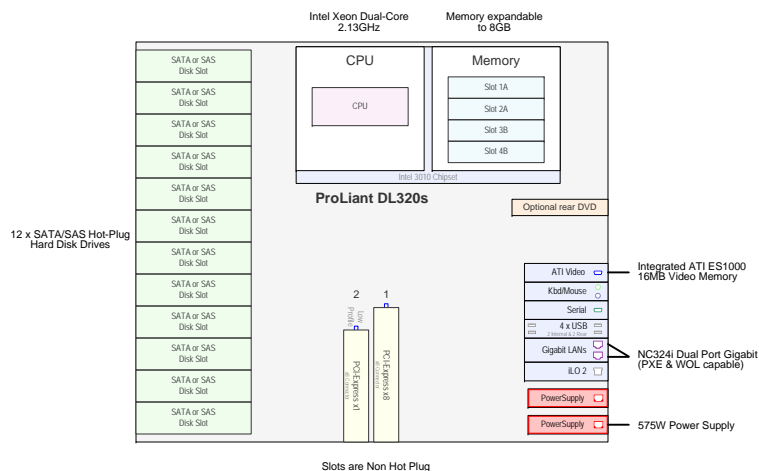 Intel Xeon Dual-Core
2.13GHz
Memory expandable
to 8GB
CPU
CPU
Memory
Slot 1A
Slot 2A
Slot 3B
Slot 4B
Intel 3010 Chipset
ProLiant DL320s
SATA or SAS
Disk Slot
SATA or SAS
Disk Slot
SATA or SAS
Disk Slot
SATA or SAS
Disk Slot
SATA or SAS
Disk Slot
SATA or SAS
Disk Slot
SATA or SAS
Disk Slot
SATA or SAS
Disk Slot
SATA or SAS
Disk Slot
SATA or SAS
Disk Slot
SATA or SAS
Disk Slot
SATA or SAS
Disk Slot
12 x SATA/SAS Hot-Plug
Hard Disk Drives
Optional rear DVD
ATI Video
Kbd/Mouse
Serial
4 x USB
2 Internal & 2 Rear
Gigabit LANs
iLO 2
PowerSupply
PowerSupply
Integrated ATI ES1000
16MB Video Memory
NC324i Dual Port Gigabit
(PXE & WOL capable)
575W Power Supply
2
1
Low
Profile
PCI-Express x1
PCI-Express x8
Slots are Non Hot Plug